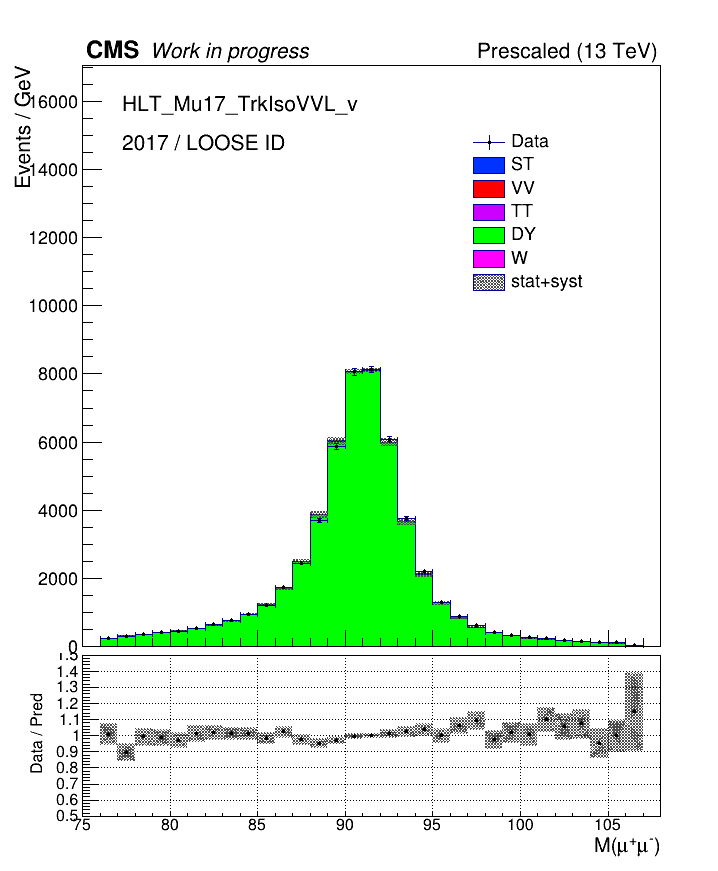 CMS Work in progress Prescaled (13 TeV)
Events / GeV
16000
14000
12000
10000
8000
6000
4000
2000
0
HLT_Mu17_TrkIsoVVL_v
2017 / LOOSE ID
Data
ST
VV
TT
DY
W
stat+syst
Data / Pred
1.5
1.4
1.3
1.2
1.1
1
0.9
0.8
0.7
0.6
0.5
75 80 85 90 95 100 105
M(μ⁺μ⁻)